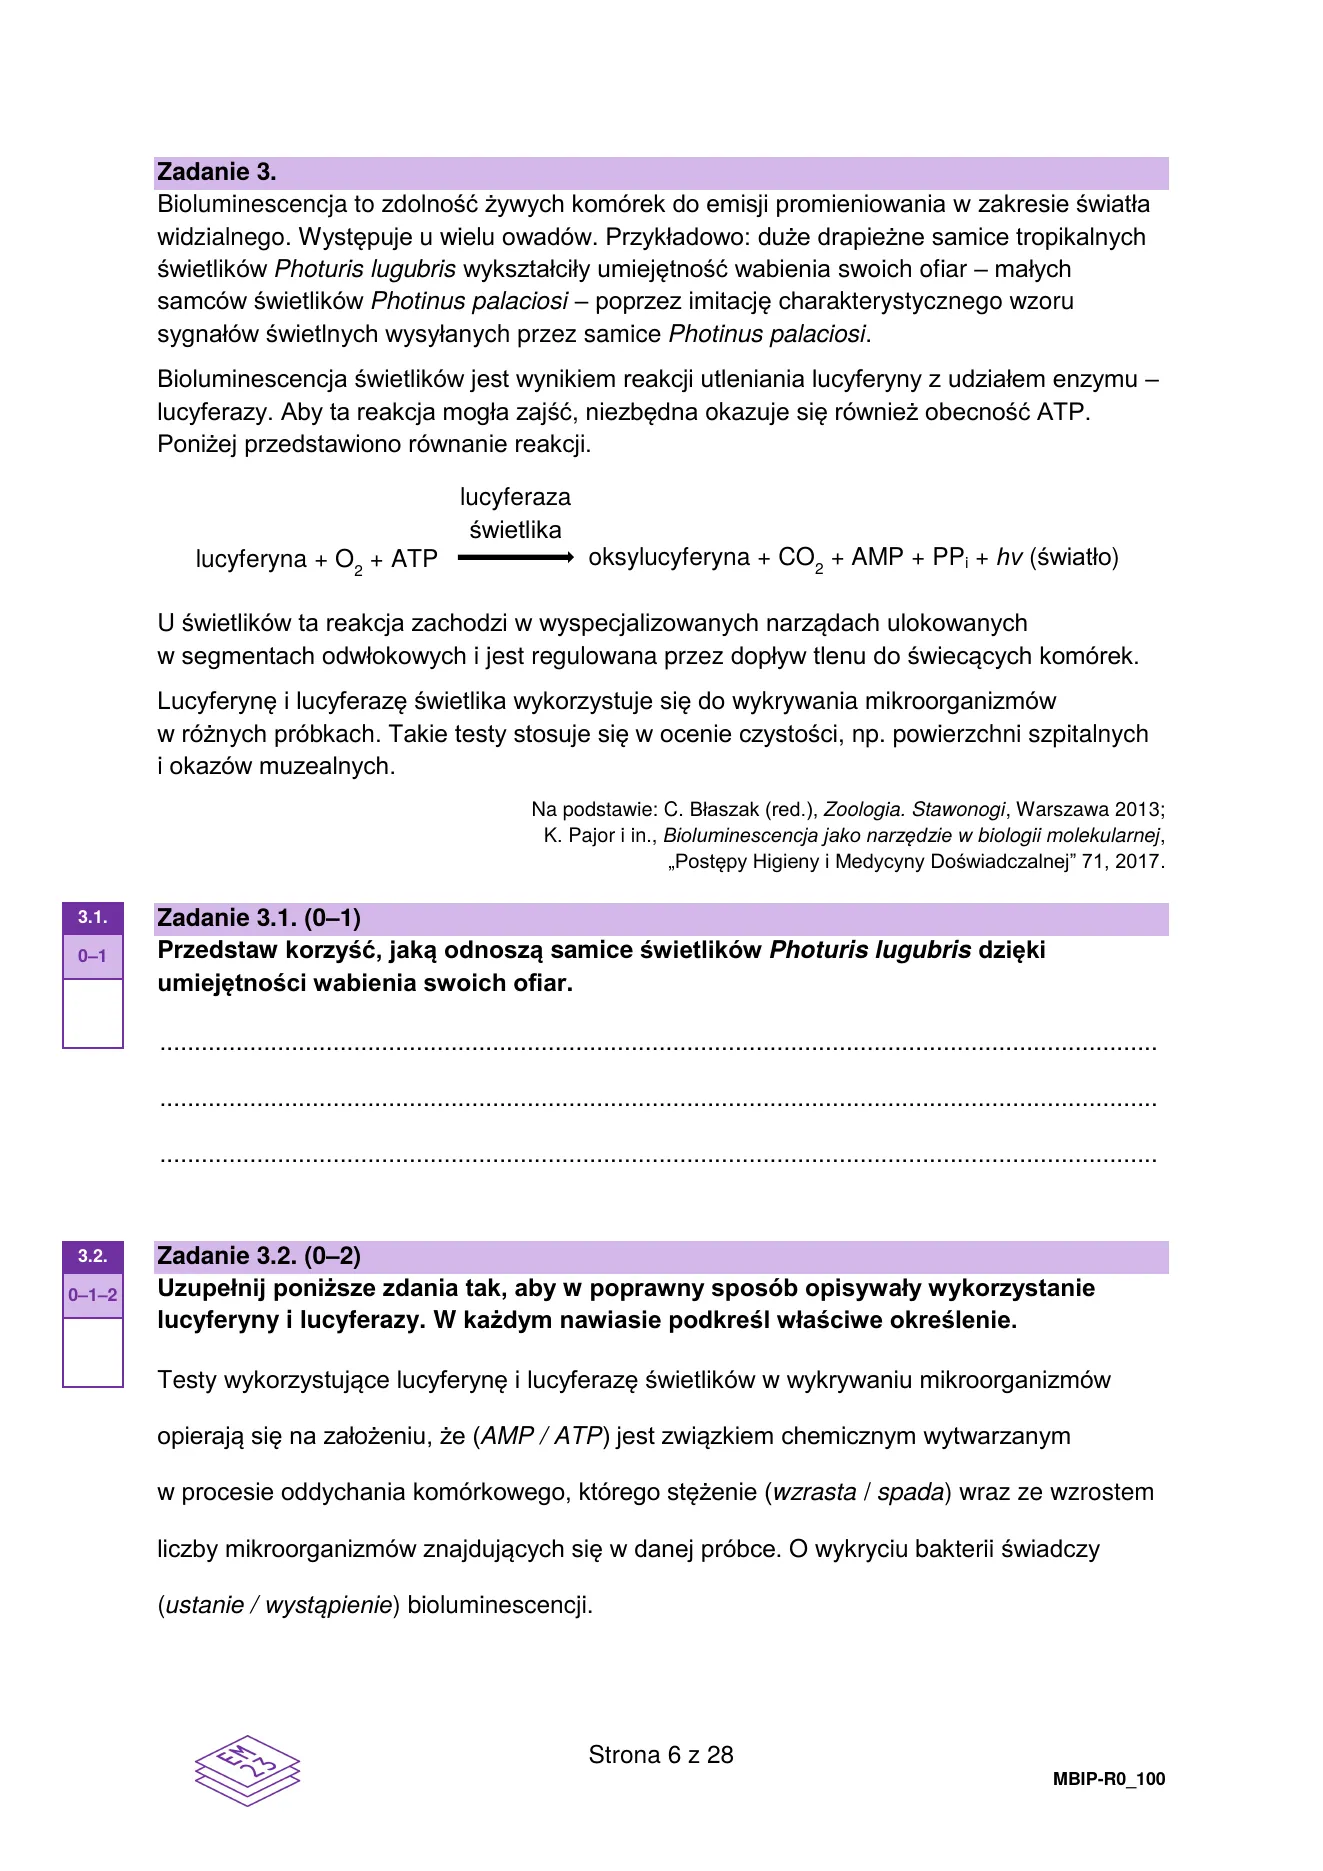 Zadanie 3.
Bioluminescencja to zdolność żywych komórek do emisji promieniowania w zakresie światła
widzialnego. Występuje u wielu owadów. Przykładowo: duże drapieżne samice tropikalnych
świetlików Photuris lugubris wykształciły umiejętność wabienia swoich ofiar – małych
samców świetlików Photinus palaciosi – poprzez imitację charakterystycznego wzoru
sygnałów świetlnych wysyłanych przez samice Photinus palaciosi.
Bioluminescencja świetlików jest wynikiem reakcji utleniania lucyferyny z udziałem enzymu –
lucyferazy. Aby ta reakcja mogła zajść, niezbędna okazuje się również obecność ATP.
Poniżej przedstawiono równanie reakcji.
lucyferaza
świetlika
lucyferyna + O2 + ATP → oksylucyferyna + CO2 + AMP + PPi + hv (światło)
U świetlików ta reakcja zachodzi w wyspecjalizowanych narządach ulokowanych
w segmentach odwłokowych i jest regulowana przez dopływ tlenu do świecących komórek.
Lucyferynę i lucyferazę świetlika wykorzystuje się do wykrywania mikroorganizmów
w różnych próbkach. Takie testy stosuje się w ocenie czystości, np. powierzchni szpitalnych
i okazów muzealnych.
Na podstawie: C. Błaszak (red.), Zoologia. Stawonogi, Warszawa 2013;
K. Pajor i in., Bioluminescencja jako narzędzie w biologii molekularnej,
„Postępy Higieny i Medycyny Doświadczalnej” 71, 2017.
3.1.
0–1
Zadanie 3.1. (0–1)
Przedstaw korzyść, jaką odnoszą samice świetlików Photuris lugubris dzięki
umiejętności wabienia swoich ofiar.
3.2.
0–1–2
Zadanie 3.2. (0–2)
Uzupełnij poniższe zdania tak, aby w poprawny sposób opisywały wykorzystanie
lucyferyny i lucyferazy. W każdym nawiasie podkreśl właściwe określenie.
Testy wykorzystujące lucyferynę i lucyferazę świetlików w wykrywaniu mikroorganizmów
opierają się na założeniu, że (AMP / ATP) jest związkiem chemicznym wytwarzanym
w procesie oddychania komórkowego, którego stężenie (wzrasta / spada) wraz ze wzrostem
liczby mikroorganizmów znajdujących się w danej próbce. O wykryciu bakterii świadczy
(ustanie / wystąpienie) bioluminescencji.
EM
23
Strona 6 z 28
MBIP-R0_100